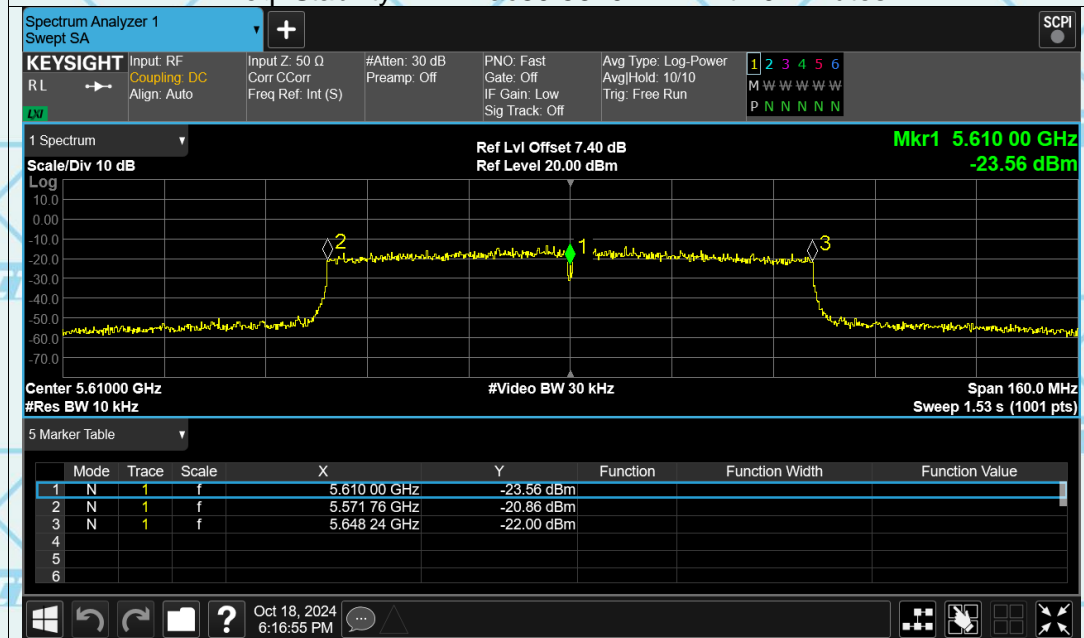 Spectrum Analyzer 1
Swept SA
+
SCPI
KEYSIGHT Input: RF Input Z: 50 Ω #Atten: 30 dB PNO: Fast Avg Type: Log-Power 1 2 3 4 5 6
RL Coupling: DC Corr CCorr Preamp: Off Gate: Off Avg|Hold: 10/10 M W W W W W
Align: Auto Freq Ref: Int (S) IF Gain: Low Trig: Free Run P N N N N N
LXI Sig Track: Off
1 Spectrum
Mkr1 5.610 00 GHz
Ref Lvl Offset 7.40 dB
Scale/Div 10 dB Ref Level 20.00 dBm -23.56 dBm
Log
10.0
0.00
-10.0 2 1 3
-20.0
-30.0
-40.0
-50.0
-60.0
-70.0
Center 5.61000 GHz #Video BW 30 kHz Span 160.0 MHz
#Res BW 10 kHz Sweep 1.53 s (1001 pts)
5 Marker Table
Mode Trace Scale X Y Function Function Width Function Value
1 N 1 f 5.610 00 GHz -23.56 dBm
2 N 1 f 5.571 76 GHz -20.86 dBm
3 N 1 f 5.648 24 GHz -22.00 dBm
4
5
6
? Oct 18, 2024
6:16:55 PM